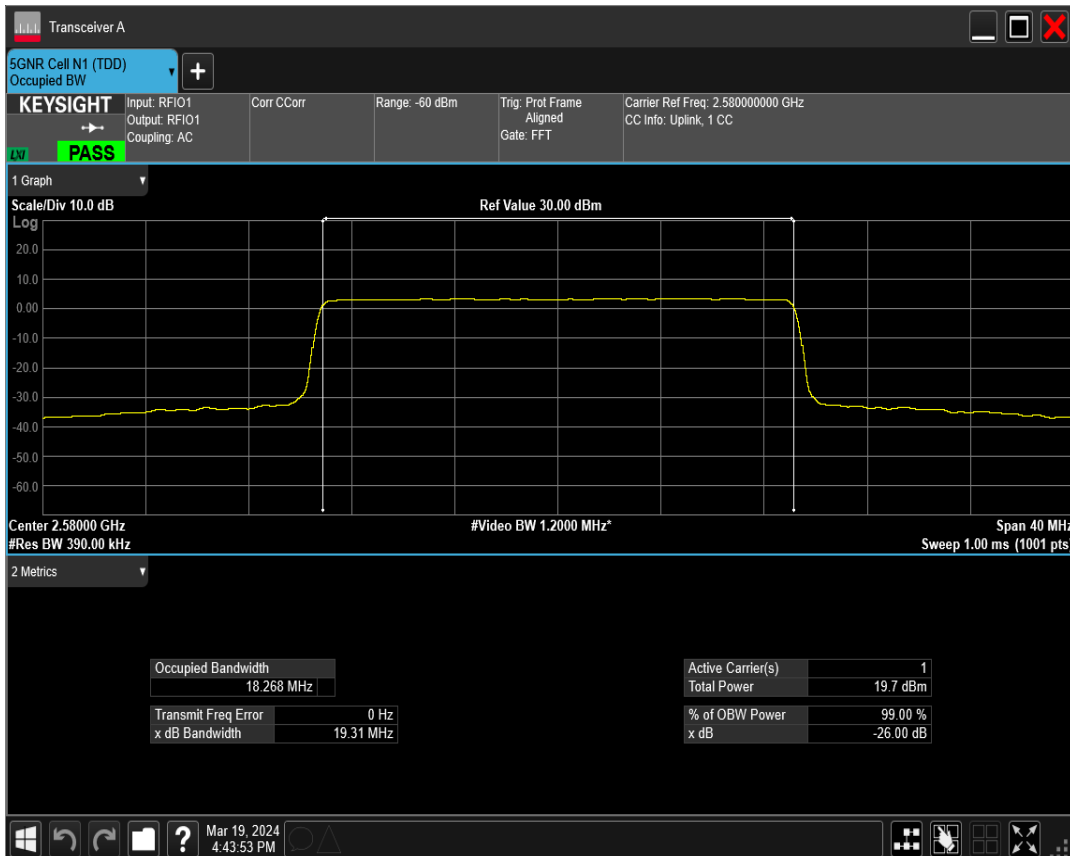 Transceiver A
5GNR Cell N1 (TDD)
Occupied BW
+
KEYSIGHT
LXI
PASS
Input: RFIO1
Output: RFIO1
Coupling: AC
Corr CCorr
Range: -60 dBm
Trig: Prot Frame
Aligned
Gate: FFT
Carrier Ref Freq: 2.580000000 GHz
CC Info: Uplink, 1 CC
1 Graph
Scale/Div 10.0 dB
Ref Value 30.00 dBm
Log
20.0
10.0
0.00
-10.0
-20.0
-30.0
-40.0
-50.0
-60.0
Center 2.58000 GHz
#Video BW 1.2000 MHz*
Span 40 MHz
#Res BW 390.00 kHz
Sweep 1.00 ms (1001 pts)
2 Metrics
Occupied Bandwidth
18.268 MHz
Transmit Freq Error 0 Hz
x dB Bandwidth 19.31 MHz
Active Carrier(s) 1
Total Power 19.7 dBm
% of OBW Power 99.00 %
x dB -26.00 dB
?
Mar 19, 2024
4:43:53 PM